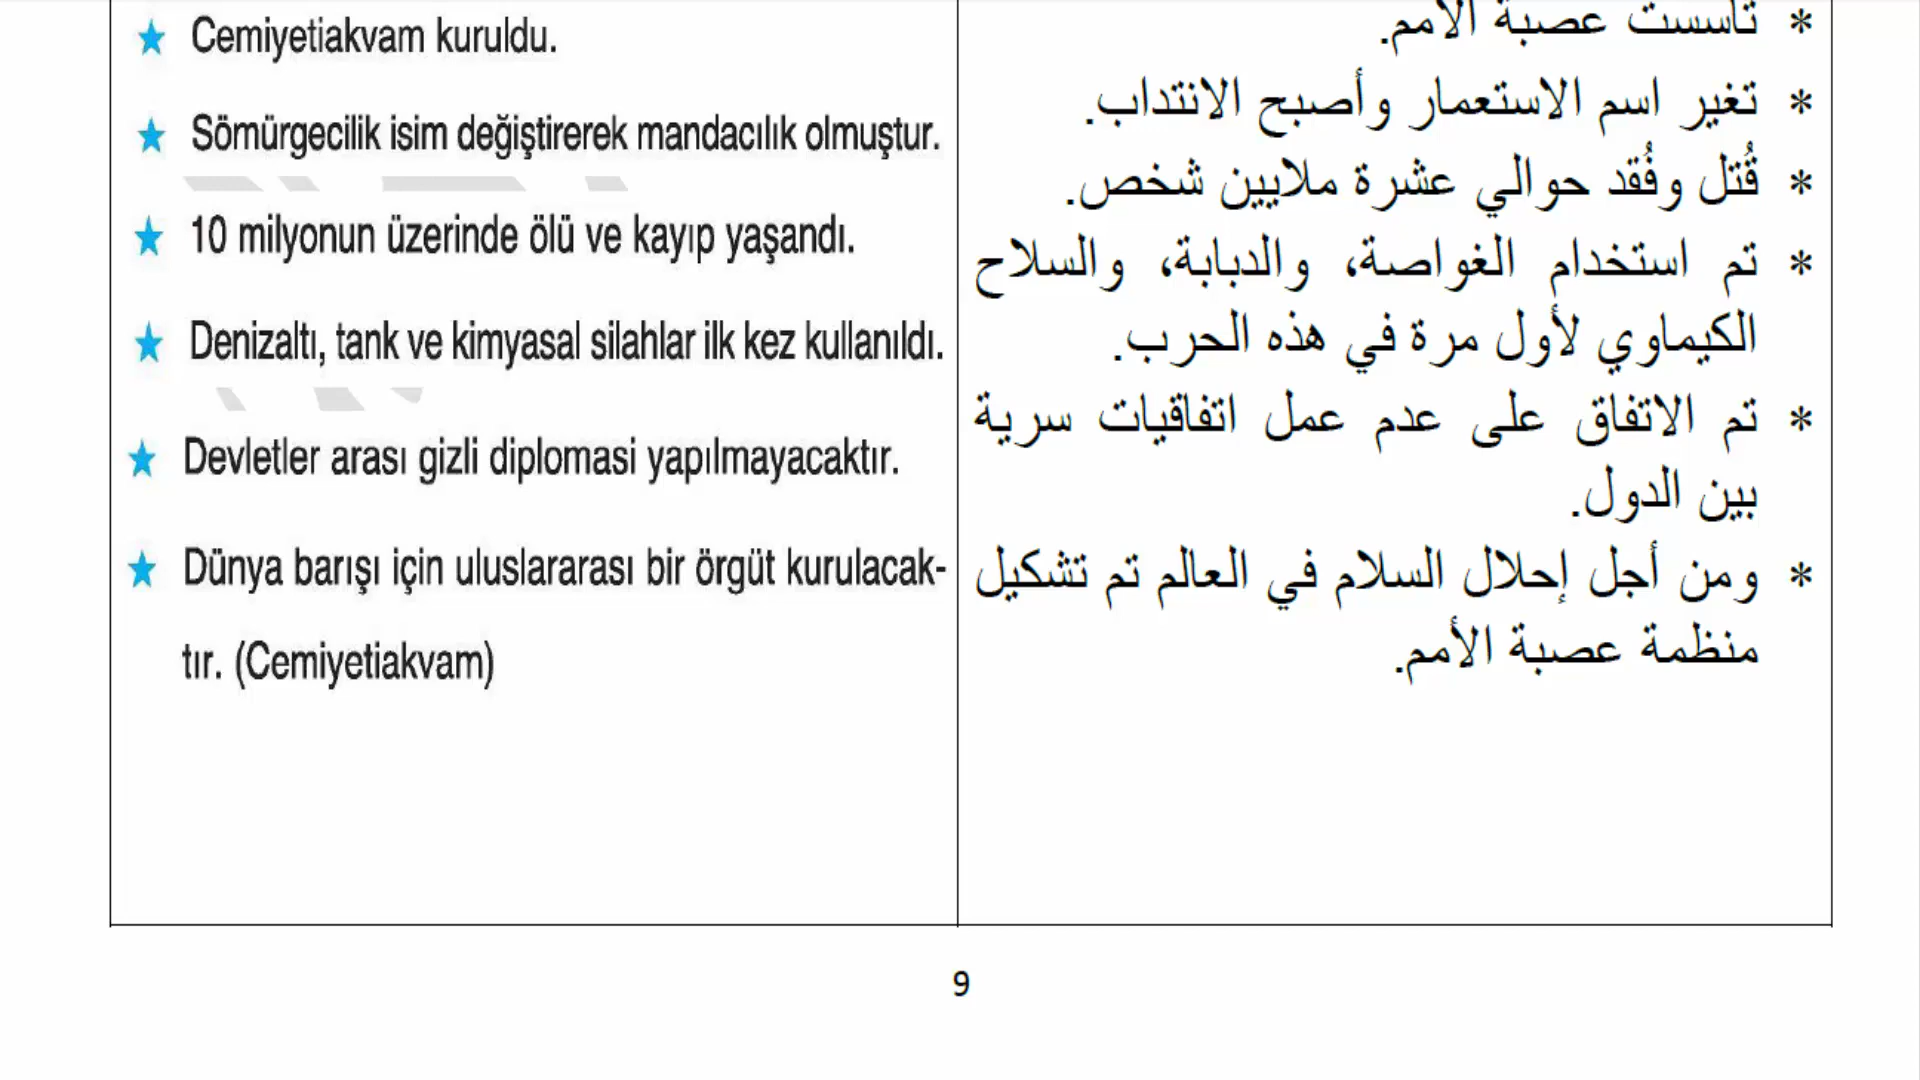 Cemiyetiakvam kuruldu.
Sömürgecilik isim değiştirerek mandacılık olmuştur.
10 milyonun üzerinde ölü ve kayıp yaşandı.
Denizaltı, tank ve kimyasal silahlar ilk kez kullanıldı.
Devletler arası gizli diplomasi yapılmayacaktır.
Dünya barışı için uluslararası bir örgüt kurulacak-
tır. (Cemiyetiakvam)
* تأسست عصبة الأمم.
* تغير اسم الاستعمار وأصبح الانتداب.
* قُتل وفُقد حوالي عشرة ملايين شخص.
* تم استخدام الغواصة، والدبابة، والسلاح
الكيماوي لأول مرة في هذه الحرب.
* تم الاتفاق على عدم عمل اتفاقيات سرية
بين الدول.
* ومن أجل إحلال السلام في العالم تم تشكيل
منظمة عصبة الأمم.
9